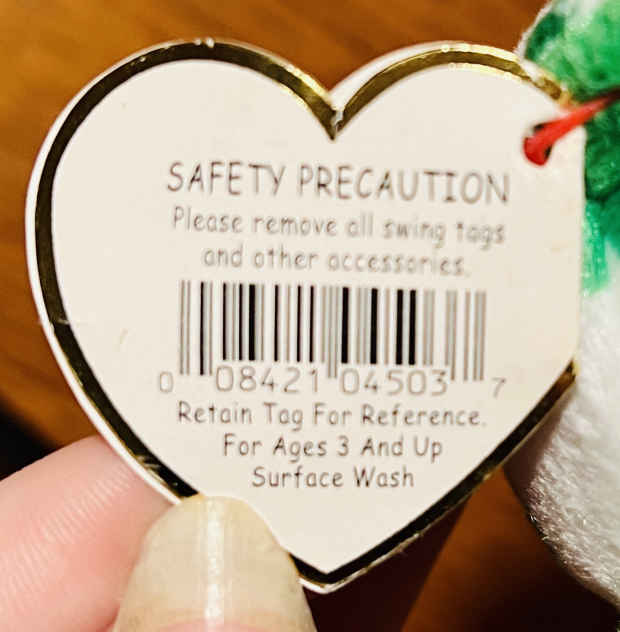 SAFETY PRECAUTION
Please remove all swing tags
and other accessories.
0 08421 04503 7
Retain Tag For Reference.
For Ages 3 And Up
Surface Wash